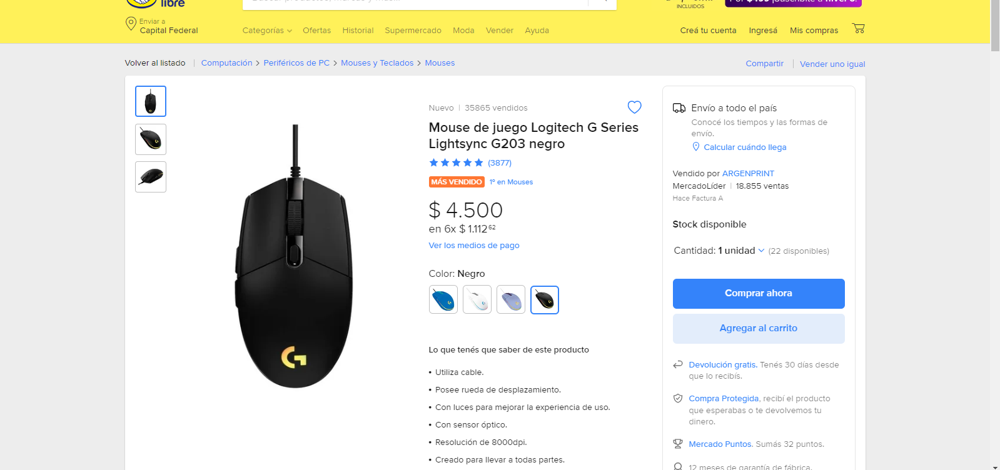 libre
INCLUIDOS
Enviar a
Capital Federal
Categorías
Ofertas
Historial
Supermercado
Moda
Vender
Ayuda
Creá tu cuenta
Ingresá
Mis compras
Volver al listado
Computación
Periféricos de PC
Mouses y Teclados
Mouses
Compartir
Vender uno igual
Nuevo | 35865 vendidos
Mouse de juego Logitech G Series
Lightsync G203 negro
(3877)
MÁS VENDIDO 1º en Mouses
$ 4.500
en 6x $ 1.112 62
Ver los medios de pago
Color: Negro
Lo que tenés que saber de este producto
• Utiliza cable.
• Posee rueda de desplazamiento.
• Con luces para mejorar la experiencia de uso.
• Con sensor óptico.
• Resolución de 8000dpi.
• Creado para llevar a todas partes.
Envío a todo el país
Conocé los tiempos y las formas de
envío.
Calcular cuándo llega
Vendido por ARGENPRINT
MercadoLíder | 18.855 ventas
Hace Factura A
Stock disponible
Cantidad: 1 unidad (22 disponibles)
Comprar ahora
Agregar al carrito
Devolución gratis. Tenés 30 días desde
que lo recibís.
Compra Protegida, recibí el producto
que esperabas o te devolvemos tu
dinero.
Mercado Puntos. Sumás 32 puntos.
12 meses de garantía de fábrica.